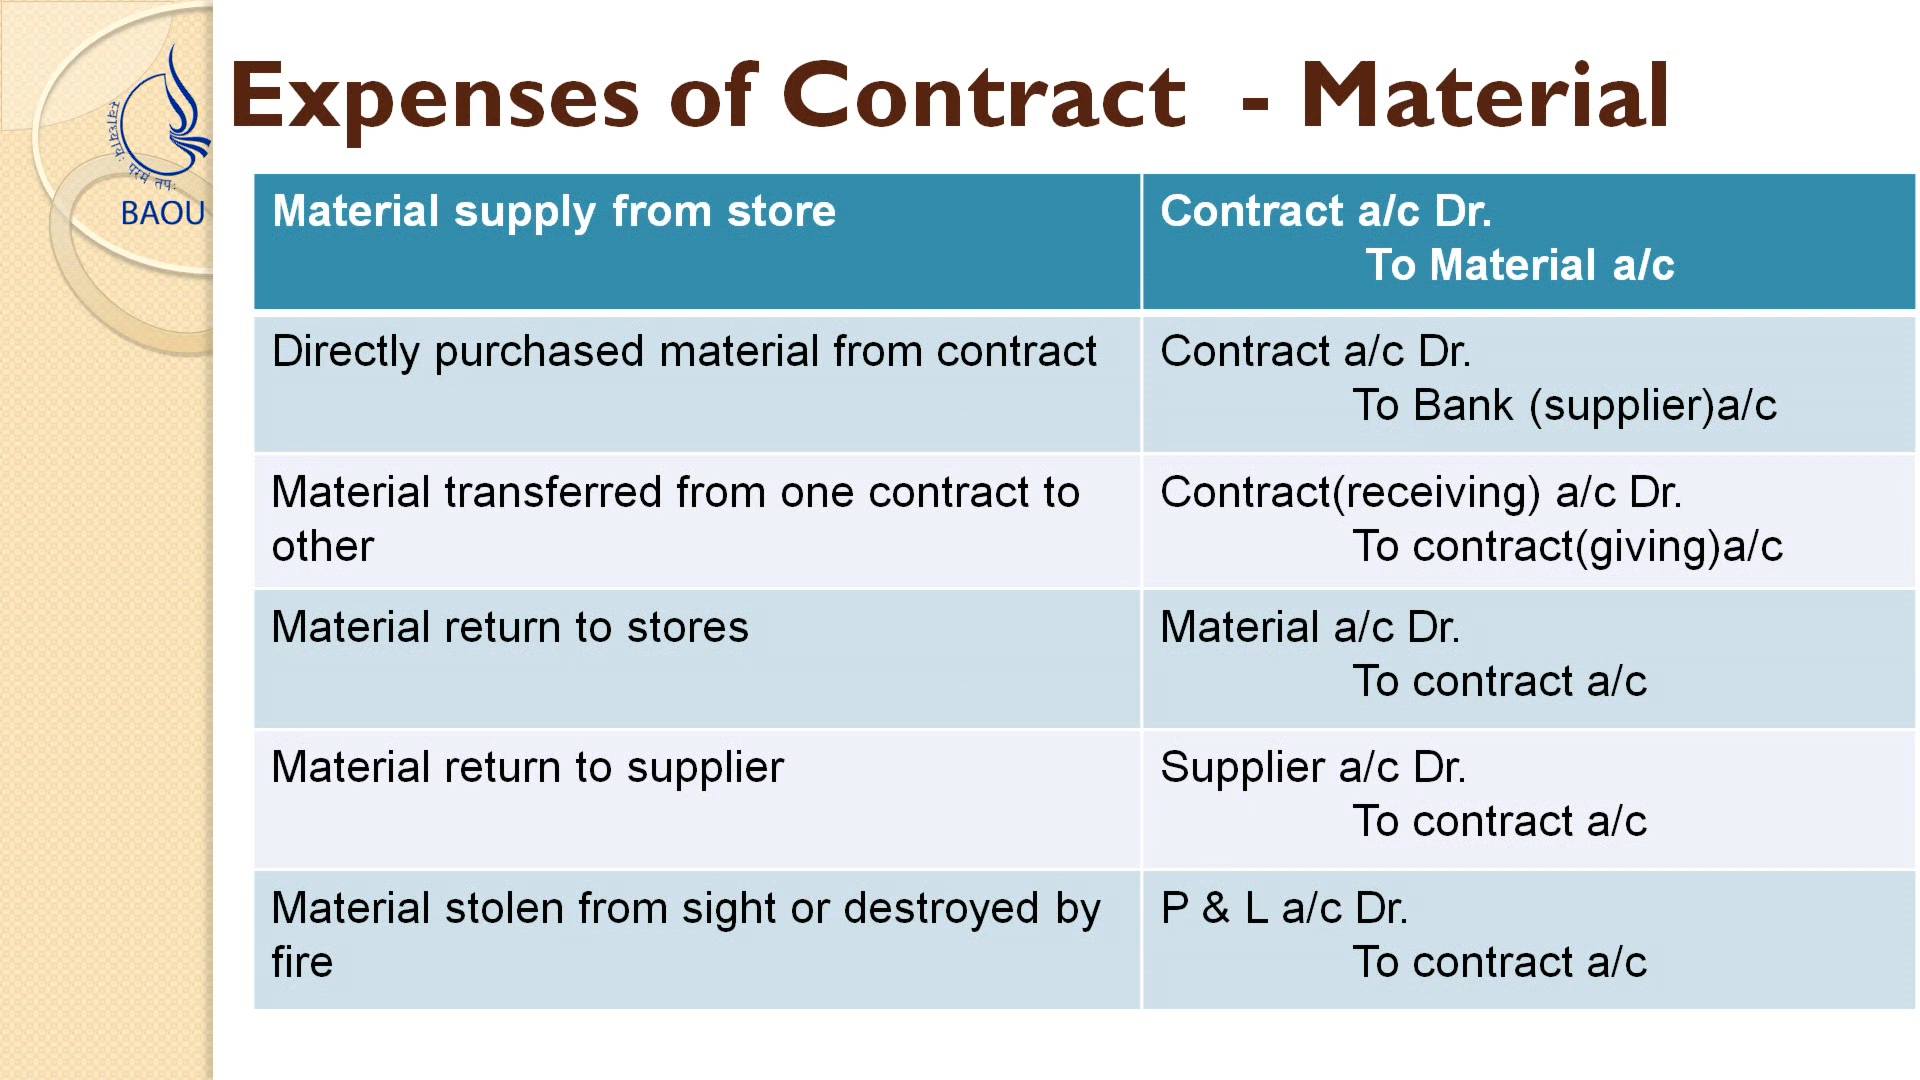 Expenses of Contract - Material
स्वाध्यायः परमं तपः
BAOU
Material supply from store
Contract a/c Dr.
To Material a/c
Directly purchased material from contract
Contract a/c Dr.
To Bank (supplier)a/c
Material transferred from one contract to
other
Contract(receiving) a/c Dr.
To contract(giving)a/c
Material return to stores
Material a/c Dr.
To contract a/c
Material return to supplier
Supplier a/c Dr.
To contract a/c
Material stolen from sight or destroyed by
fire
P & L a/c Dr.
To contract a/c